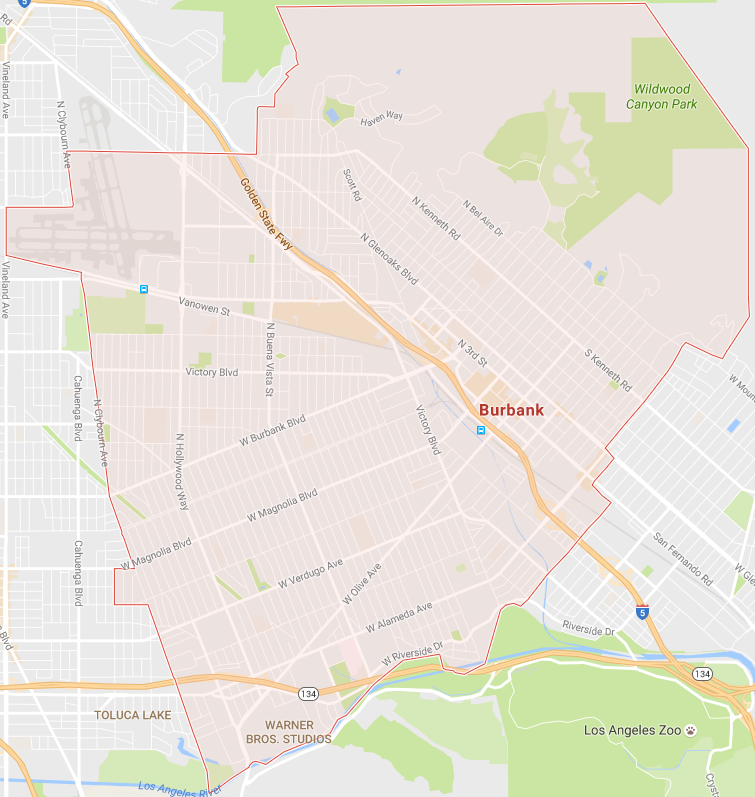 5
Rd
Vineland Ave
N Clybourn Ave
Wildwood
Canyon Park
Haven Way
Scott Rd
N Kenneth Rd
N Bel Aire Dr
Golden State Fwy
N Glenoaks Blvd
Vineland Ave
Vanowen St
N Buena Vista St
N 3rd St
S Kenneth Rd
Victory Blvd
Cahuenga Blvd
N Clybourn Ave
Burbank
Victory Blvd
W Burbank Blvd
N Hollywood Way
W Magnolia Blvd
W Magnolia Blvd
Cahuenga Blvd
W Verdugo Ave
W Olive Ave
W Alameda Ave
San Fernando Rd
W Gle
W Moun
5
Riverside Dr
Blvd
W Riverside Dr
134
134
TOLUCA LAKE
WARNER
BROS. STUDIOS
Los Angeles Zoo
Los Angeles River
Cryst